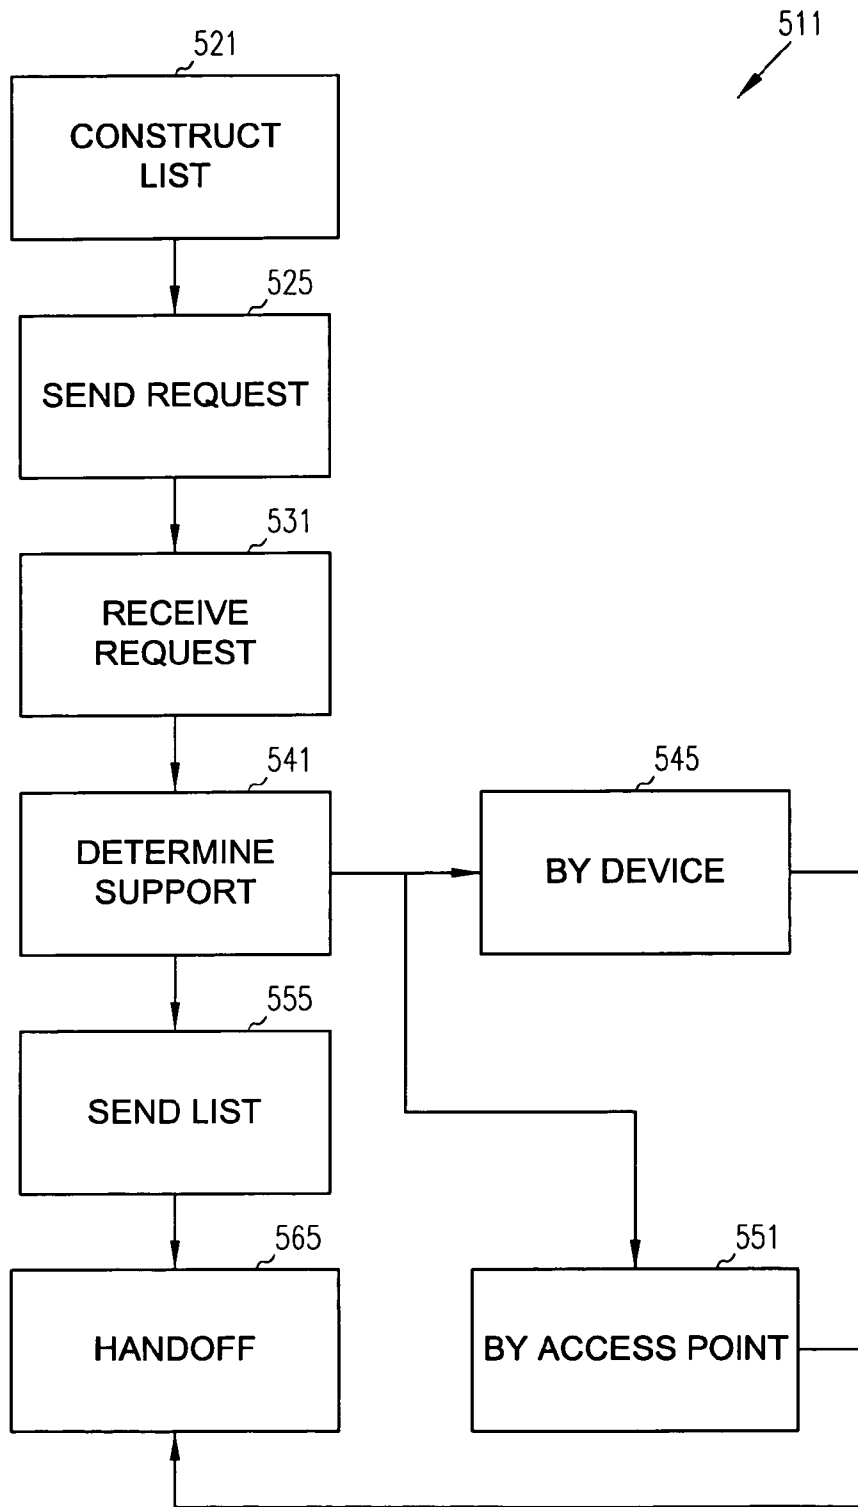 511
521
CONSTRUCT
LIST
525
SEND REQUEST
531
RECEIVE
REQUEST
541
DETERMINE
SUPPORT
545
BY DEVICE
555
SEND LIST
565
HANDOFF
551
BY ACCESS POINT